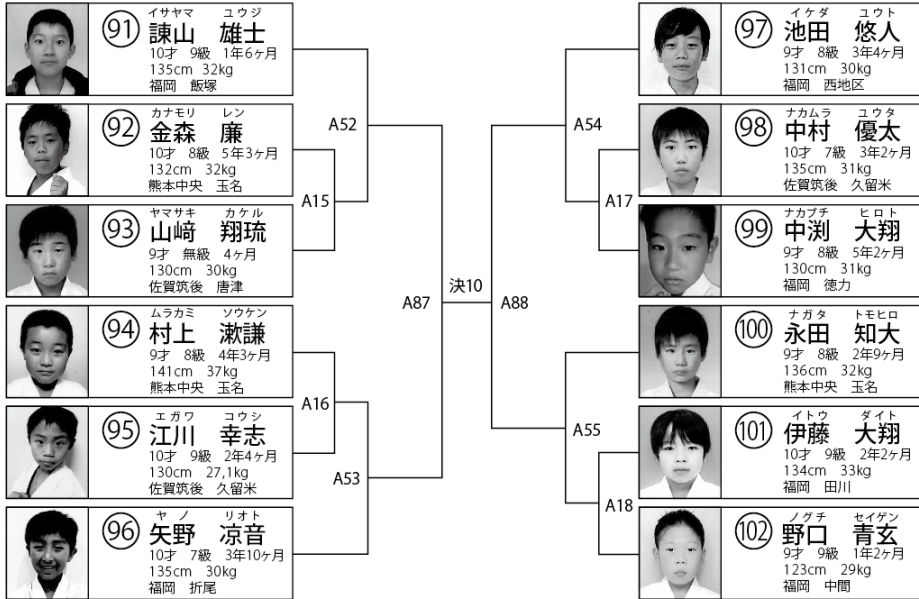 91
イサヤマ ユウジ
諌山 雄士
10才 9級 1年6ヶ月
135cm 32kg
福岡 飯塚
92
カナモリ レン
金森 廉
10才 8級 5年3ヶ月
132cm 32kg
熊本中央 玉名
93
ヤマサキ カケル
山﨑 翔琉
9才 無級 4ヶ月
130cm 30kg
佐賀筑後 唐津
94
ムラカミ ソウケン
村上 漱謙
9才 8級 4年3ヶ月
141cm 37kg
熊本中央 玉名
95
エガワ コウシ
江川 幸志
10才 9級 2年4ヶ月
130cm 27,1kg
佐賀筑後 久留米
96
ヤノ リオト
矢野 凉音
10才 7級 3年10ヶ月
135cm 30kg
福岡 折尾
A52
A15
A16
A53
A87
決10
A88
A54
A17
A55
A18
97
イケダ ユウト
池田 悠人
9才 8級 3年4ヶ月
131cm 30kg
福岡 西地区
98
ナカムラ ユウタ
中村 優太
10才 7級 3年2ヶ月
135cm 31kg
佐賀筑後 久留米
99
ナカブチ ヒロト
中渕 大翔
9才 8級 5年2ヶ月
130cm 31kg
福岡 徳力
100
ナガタ トモヒロ
永田 知大
9才 8級 2年9ヶ月
136cm 32kg
熊本中央 玉名
101
イトウ ダイト
伊藤 大翔
10才 9級 2年2ヶ月
134cm 33kg
福岡 田川
102
ノグチ セイゲン
野口 青玄
9才 9級 1年2ヶ月
123cm 29kg
福岡 中間